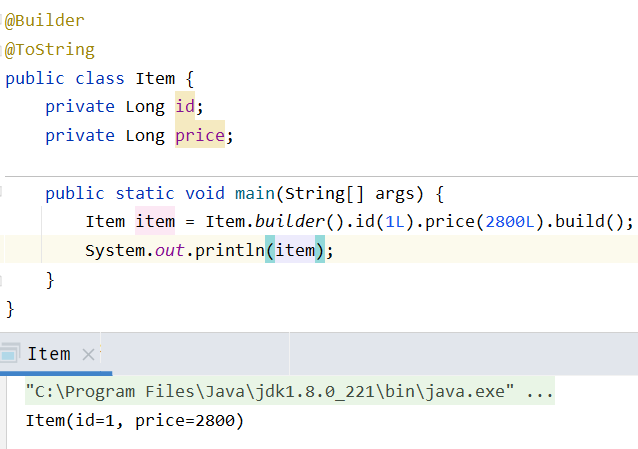 @Builder
@ToString
public class Item {
    private Long id;
    private Long price;
    public static void main(String[] args) {
        Item item = Item.builder().id(1L).price(2800L).build();
        System.out.println(item);
    }
}
Item ×
"C:\Program Files\Java\jdk1.8.0_221\bin\java.exe" ...
Item(id=1, price=2800)